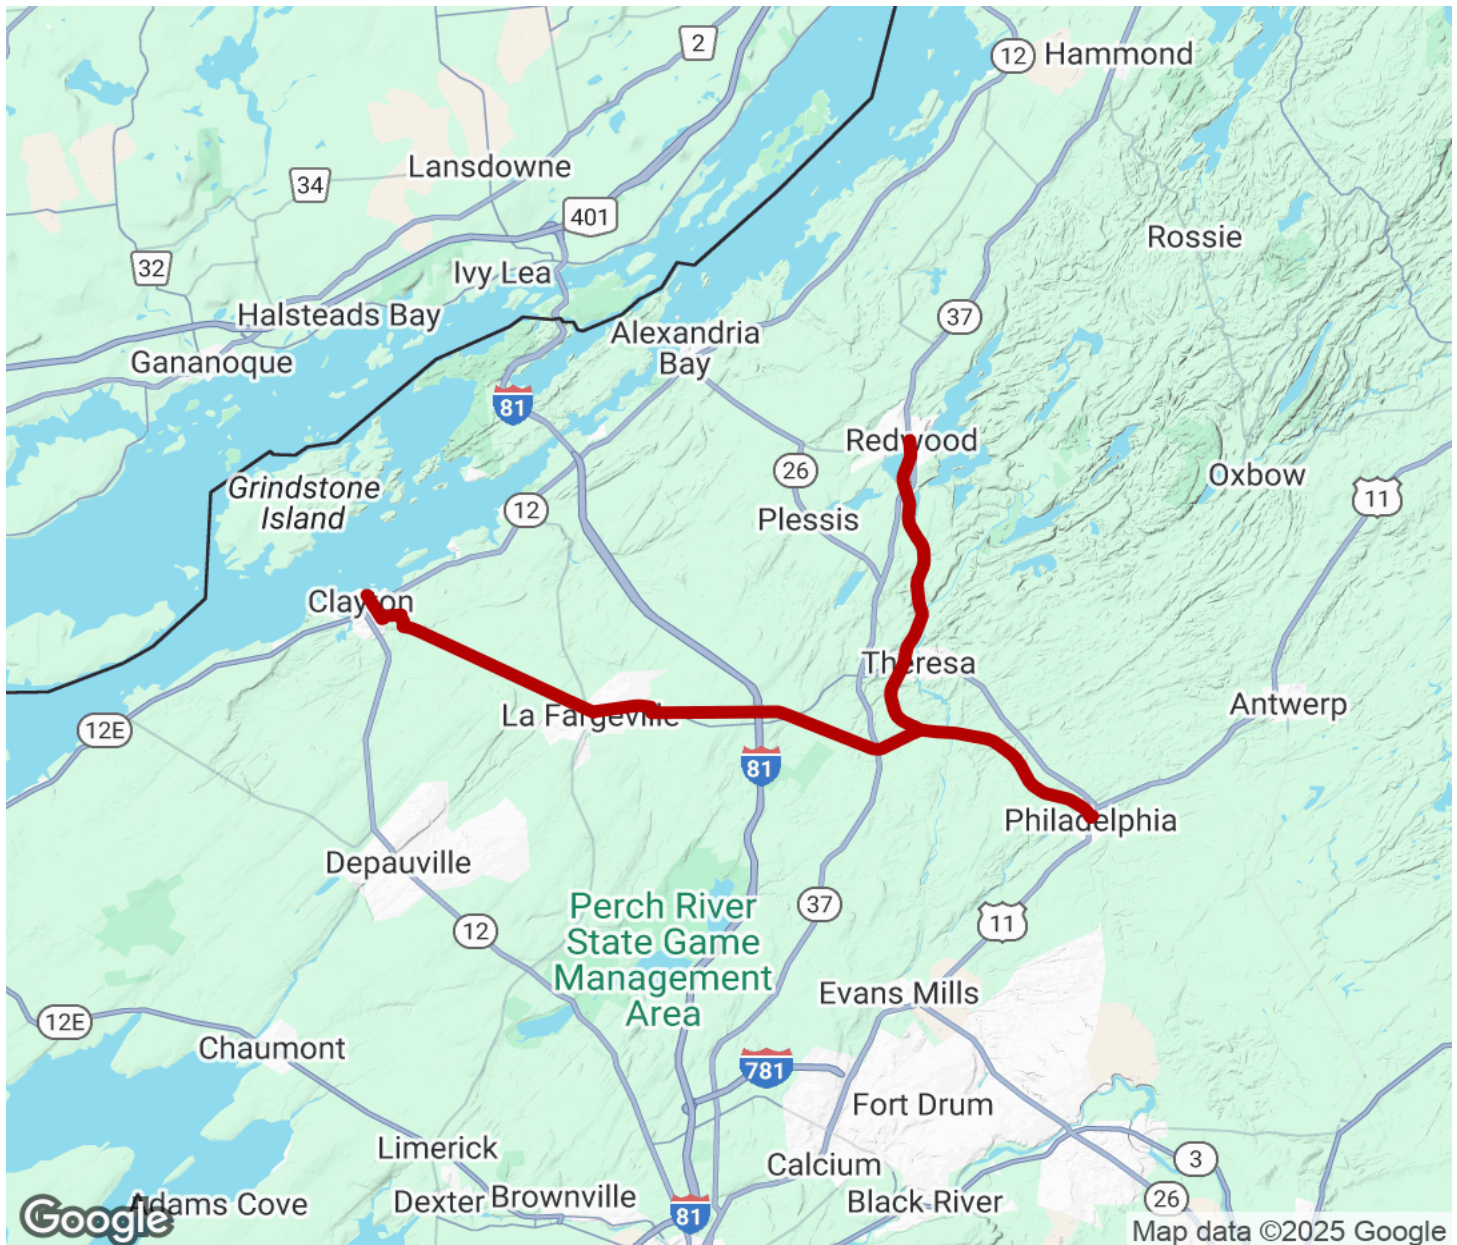 2
12
Hammond
Lansdowne
34
401
Rossie
32
Ivy Lea
Halsteads Bay
37
Alexandria
Bay
Gananoque
81
Redwood
26
Oxbow
Grindstone
Island
11
12
Plessis
Clayton
Theresa
Antwerp
12E
La Fargeville
81
Philadelphia
Depauville
Perch River
State Game
Management
Area
37
12
11
Evans Mills
12E
Chaumont
781
Fort Drum
Limerick
Calcium
3
Adams Cove
Dexter
Brownville
81
Black River
26
Google
Map data ©2025 Google